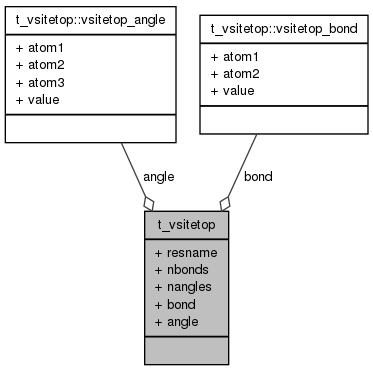 t_vsitetop::vsitetop_angle
+ atom1
+ atom2
+ atom3
+ value
t_vsitetop::vsitetop_bond
+ atom1
+ atom2
+ value
angle
bond
t_vsitetop
+ resname
+ nbonds
+ nangles
+ bond
+ angle